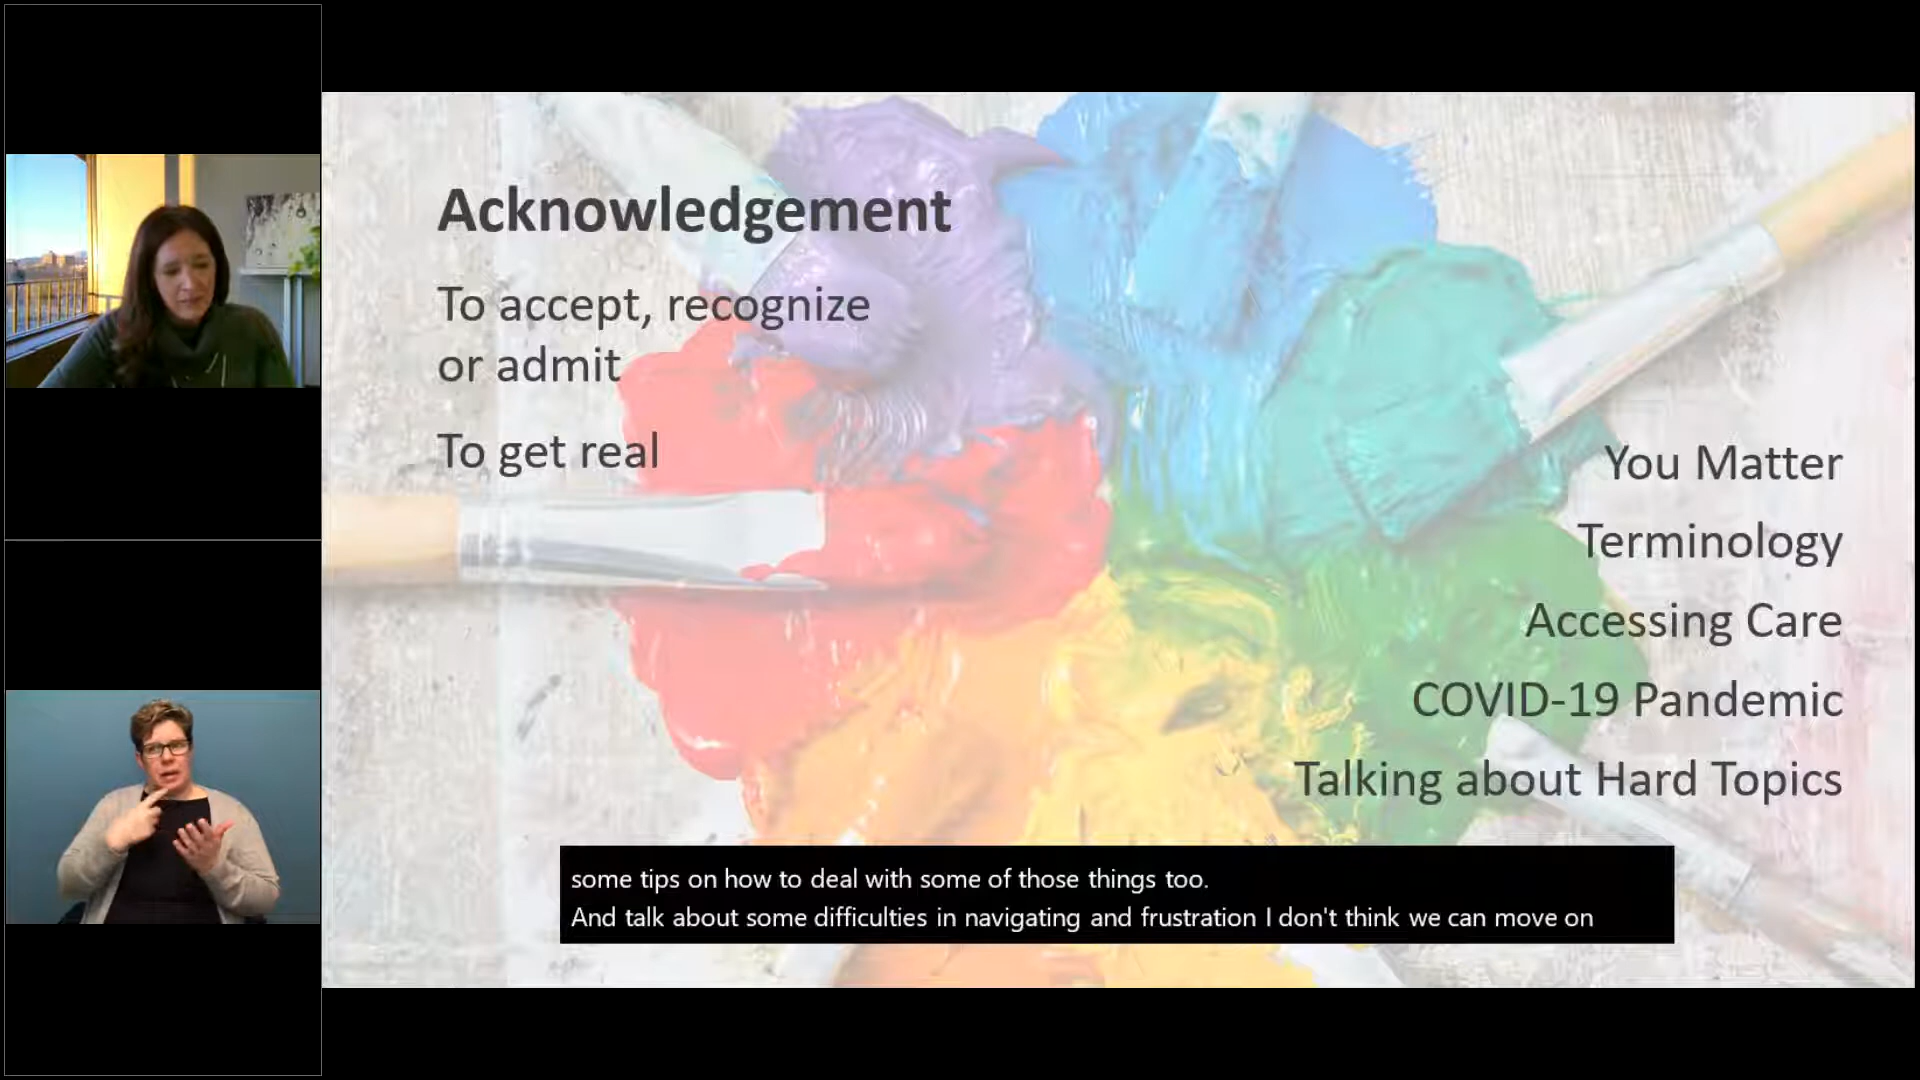 Acknowledgement
To accept, recognize
or admit
To get real
You Matter
Terminology
Accessing Care
COVID-19 Pandemic
Talking about Hard Topics
some tips on how to deal with some of those things too.
And talk about some difficulties in navigating and frustration I don't think we can move on